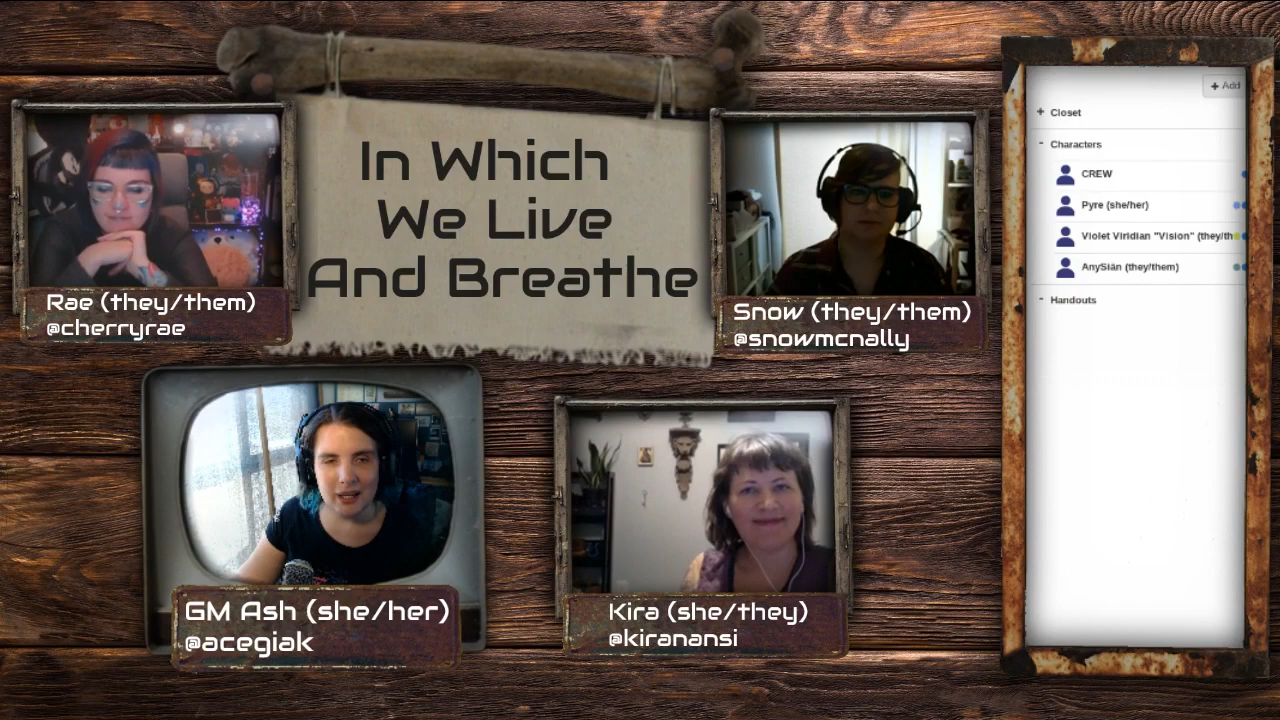 In Which
We Live
And Breathe
Rae (they/them)
@cherryrae
Snow (they/them)
@snowmcnally
GM Ash (she/her)
@acegiak
Kira (she/they)
@kiranansi
+ Add
+ Closet
- Characters
CREW
Pyre (she/her)
Violet Viridian "Vision" (they/th
AnySiân (they/them)
- Handouts